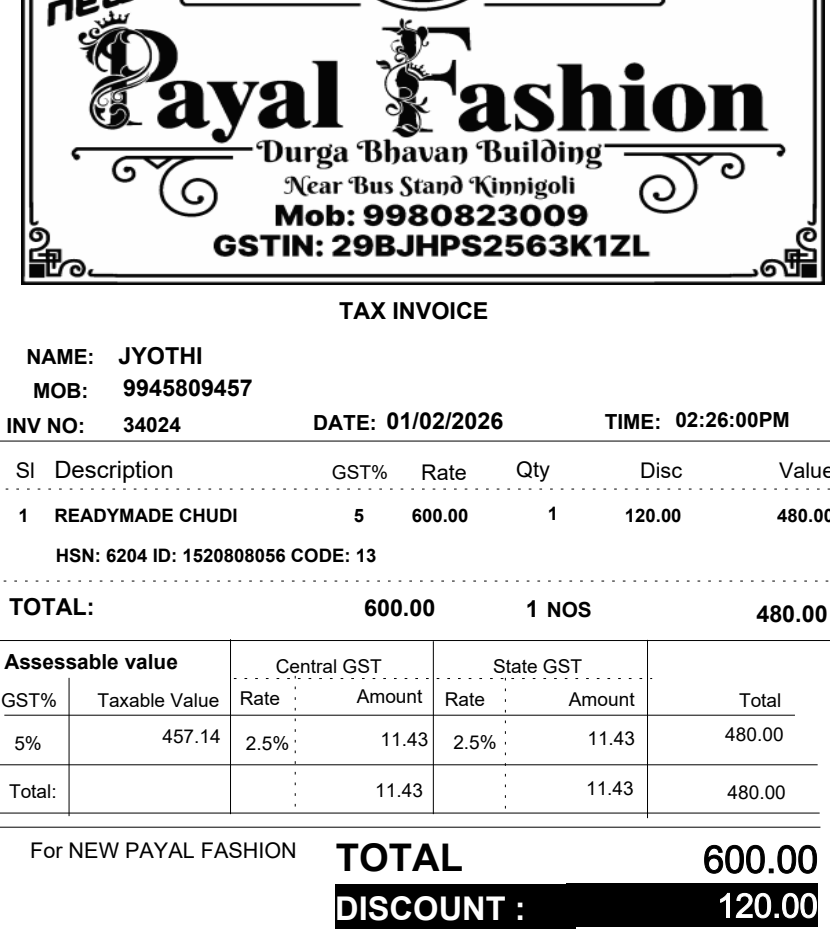 new
Payal Fashion
Durga Bhavan Building
Near Bus Stand Kinnigoli
Mob: 9980823009
GSTIN: 29BJHPS2563K1ZL
TAX INVOICE
NAME: JYOTHI
MOB: 9945809457
INV NO: 34024 DATE: 01/02/2026 TIME: 02:26:00PM
Sl Description GST% Rate Qty Disc Value
1 READYMADE CHUDI 5 600.00 1 120.00 480.00
HSN: 6204 ID: 1520808056 CODE: 13
TOTAL: 600.00 1 NOS 480.00
Assessable value Central GST State GST
GST% Taxable Value Rate Amount Rate Amount Total
5% 457.14 2.5% 11.43 2.5% 11.43 480.00
Total: 11.43 11.43 480.00
For NEW PAYAL FASHION TOTAL 600.00
DISCOUNT : 120.00